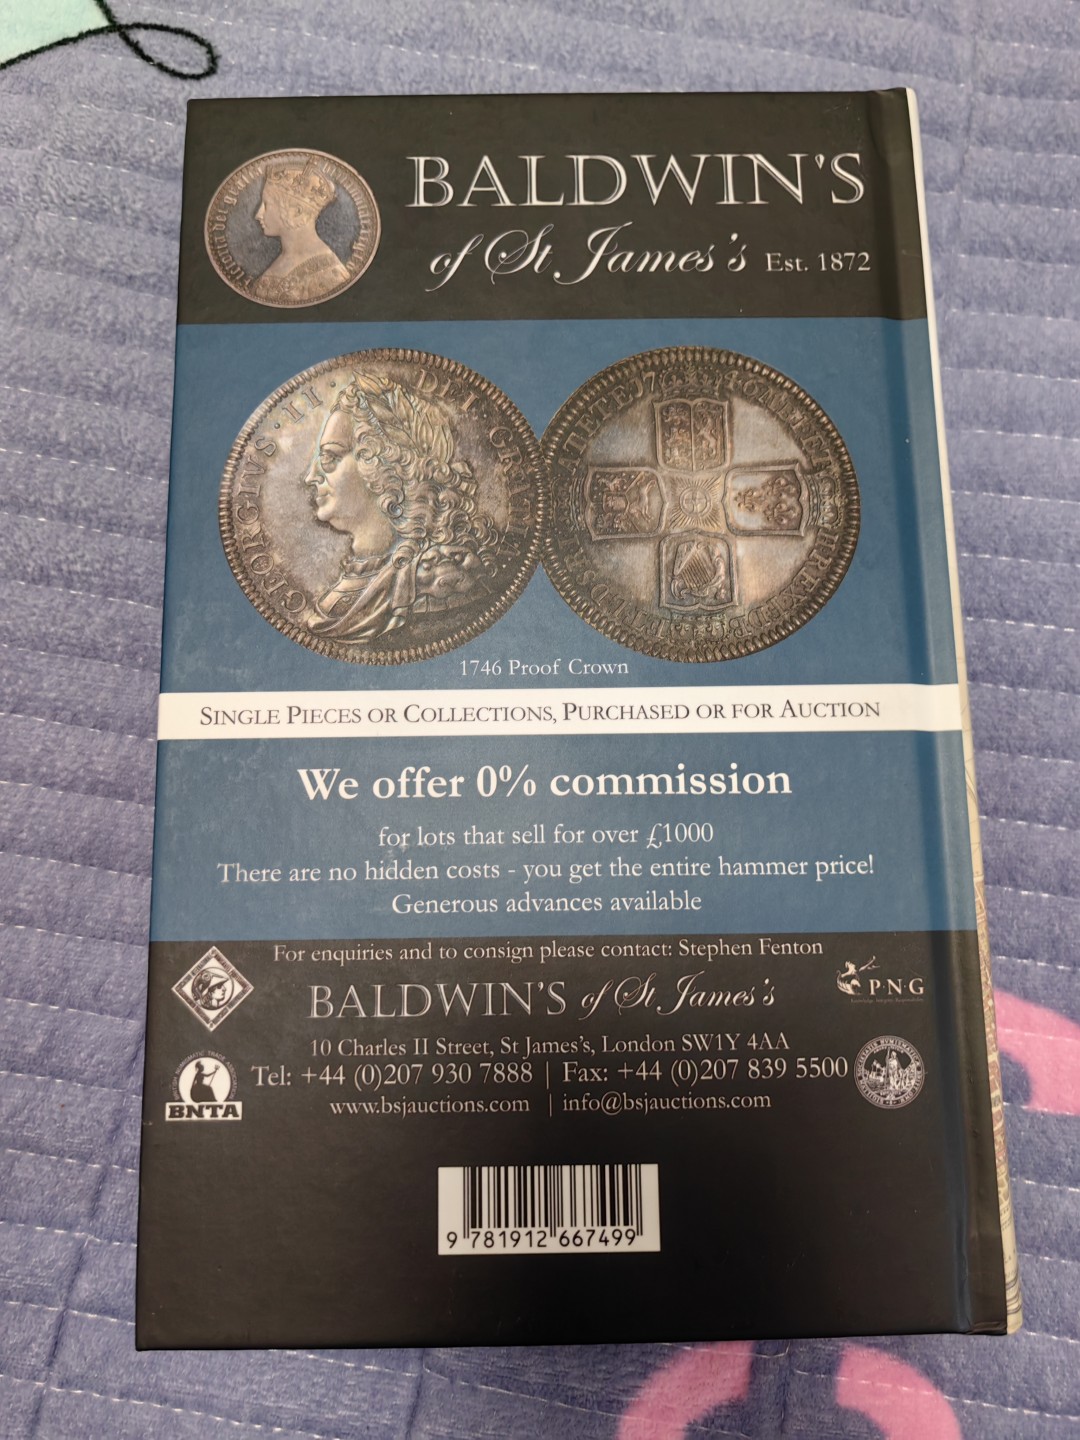 BALDWIN'S
of St. James's Est. 1872
GEORGIVS · II · DEI · GRATIA
1746 Proof Crown
SINGLE PIECES OR COLLECTIONS, PURCHASED OR FOR AUCTION
We offer 0% commission
for lots that sell for over £1000
There are no hidden costs - you get the entire hammer price!
Generous advances available
For enquiries and to consign please contact: Stephen Fenton
BALDWIN'S of St. James's
P·N·G
10 Charles II Street, St James's, London SW1Y 4AA
Tel: +44 (0)207 930 7888 | Fax: +44 (0)207 839 5500
BNTA
www.bsjauctions.com | info@bsjauctions.com
9 781912 667499